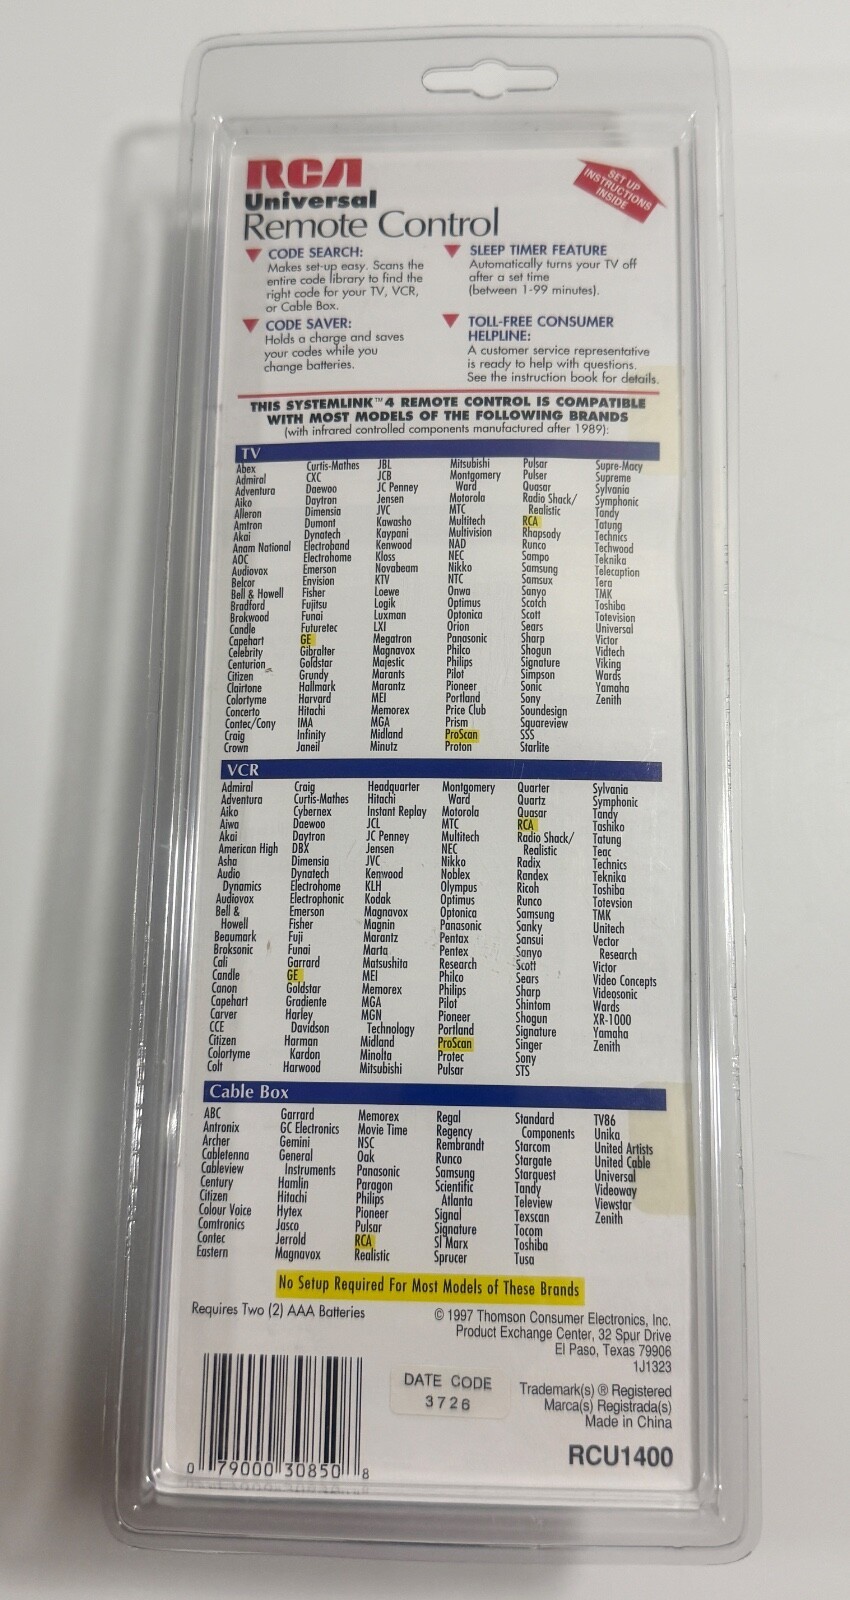 RCA
Universal
Remote Control
SET UP
INSTRUCTIONS
INSIDE
CODE SEARCH:
Makes set-up easy. Scans the
entire code library to find the
right code for your TV, VCR,
or Cable Box.
CODE SAVER:
Holds a charge and saves
your codes while you
change batteries.
SLEEP TIMER FEATURE
Automatically turns your TV off
after a set time
(between 1-99 minutes).
TOLL-FREE CONSUMER
HELPLINE:
A customer service representative
is ready to help with questions.
See the instruction book for details.
THIS SYSTEMLINK™4 REMOTE CONTROL IS COMPATIBLE
WITH MOST MODELS OF THE FOLLOWING BRANDS
(with infrared controlled components manufactured after 1989):
TV
Abex
Admiral
Adventura
Aiko
Alleron
Amtron
Akai
Anam National
AOC
Audiovox
Belcor
Bell & Howell
Bradford
Brokwood
Candle
Capehart
Celebrity
Centurion
Citizen
Clairtone
Colortyme
Concerto
Contec/Cony
Craig
Crown
Curtis-Mathes
CXC
Daewoo
Daytron
Dimensia
Dumont
Dynatech
Electroband
Electrohome
Emerson
Envision
Fisher
Fujitsu
Funai
Futuretec
GE
Gibralter
Goldstar
Grundy
Hallmark
Harvard
Hitachi
IMA
Infinity
Janeil
JBL
JCB
JC Penney
Jensen
JVC
Kawasho
Kaypani
Kenwood
Kloss
Novabeam
KTV
Loewe
Logik
Luxman
LXI
Megatron
Magnavox
Majestic
Marants
Marantz
MEI
Memorex
MGA
Midland
Minutz
Mitsubishi
Montgomery
Ward
Motorola
MTC
Multitech
Multivision
NAD
NEC
Nikko
NTC
Onwa
Optimus
Optonica
Orion
Panasonic
Philco
Philips
Pilot
Pioneer
Portland
Price Club
Prism
ProScan
Proton
Pulsar
Pulser
Quasar
Radio Shack/
Realistic
RCA
Rhapsody
Runco
Sampo
Samsung
Samsux
Sanyo
Scotch
Scott
Sears
Sharp
Shogun
Signature
Simpson
Sonic
Sony
Soundesign
Squareview
SSS
Starlite
Supre-Macy
Supreme
Sylvania
Symphonic
Tandy
Tatung
Technics
Techwood
Teknika
Telecaption
Tera
TMK
Toshiba
Totevision
Universal
Victor
Vidtech
Viking
Wards
Yamaha
Zenith
VCR
Admiral
Adventura
Aiko
Aiwa
Akai
American High
Asha
Audio
Dynamics
Audiovox
Bell &
Howell
Beaumark
Broksonic
Cali
Candle
Canon
Capehart
Carver
CCE
Citizen
Colortyme
Colt
Craig
Curtis-Mathes
Cybernex
Daewoo
Daytron
DBX
Dimensia
Dynatech
Electrohome
Electrophonic
Emerson
Fisher
Fuji
Funai
Garrard
GE
Goldstar
Gradiente
Harley
Davidson
Harman
Kardon
Harwood
Headquarter
Hitachi
Instant Replay
JCL
JC Penney
Jensen
JVC
Kenwood
KLH
Kodak
Magnavox
Magnin
Marantz
Marta
Matsushita
MEI
Memorex
MGA
MGN
Technology
Midland
Minolta
Mitsubishi
Montgomery
Ward
Motorola
MTC
Multitech
NEC
Nikko
Noblex
Olympus
Optimus
Optonica
Panasonic
Pentax
Pentex
Research
Philco
Philips
Pilot
Pioneer
Portland
ProScan
Protec
Pulsar
Quarter
Quartz
Quasar
RCA
Radio Shack/
Realistic
Radix
Randex
Ricoh
Runco
Samsung
Sanky
Sansui
Sanyo
Scott
Sears
Sharp
Shintom
Shogun
Signature
Singer
Sony
STS
Sylvania
Symphonic
Tandy
Tashiko
Tatung
Teac
Technics
Teknika
Toshiba
Totevsion
TMK
Unitech
Vector
Research
Victor
Video Concepts
Videosonic
Wards
XR-1000
Yamaha
Zenith
Cable Box
ABC
Antronix
Archer
Cabletenna
Cableview
Century
Citizen
Colour Voice
Comtronics
Contec
Eastern
Garrard
GC Electronics
Gemini
General
Instruments
Hamlin
Hitachi
Hytex
Jasco
Jerrold
Magnavox
Memorex
Movie Time
NSC
Oak
Panasonic
Paragon
Philips
Pioneer
Pulsar
RCA
Realistic
Regal
Regency
Rembrandt
Runco
Samsung
Scientific
Atlanta
Signal
Signature
Sl Marx
Sprucer
Standard
Components
Starcom
Stargate
Starquest
Tandy
Teleview
Texscan
Tocom
Toshiba
Tusa
TV86
Unika
United Artists
United Cable
Universal
Videoway
Viewstar
Zenith
No Setup Required For Most Models of These Brands
Requires Two (2) AAA Batteries
© 1997 Thomson Consumer Electronics, Inc.
Product Exchange Center, 32 Spur Drive
El Paso, Texas 79906
1J1323
DATE CODE
3726
Trademark(s) ® Registered
Marca(s) Registrada(s)
Made in China
RCU1400
0 79000 30850 8